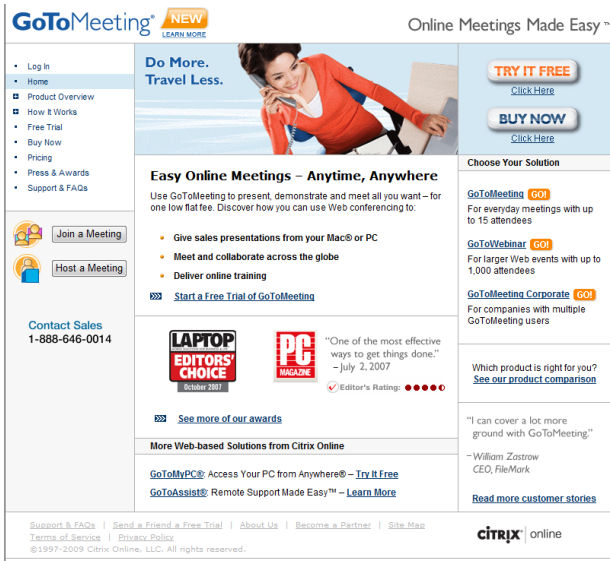 GoToMeeting®
NEW
LEARN MORE
Online Meetings Made Easy ™
Log In
Home
Product Overview
How It Works
Free Trial
Buy Now
Pricing
Press & Awards
Support & FAQs
Join a Meeting
Host a Meeting
Contact Sales
1-888-646-0014
Do More.
Travel Less.
Easy Online Meetings – Anytime, Anywhere
Use GoToMeeting to present, demonstrate and meet all you want – for
one low flat fee. Discover how you can use Web conferencing to:
Give sales presentations from your Mac® or PC
Meet and collaborate across the globe
Deliver online training
Start a Free Trial of GoToMeeting
LAPTOP
EDITORS'
CHOICE
October 2007
PC
MAGAZINE
"One of the most effective
ways to get things done."
– July 2, 2007
Editor's Rating:
See more of our awards
More Web-based Solutions from Citrix Online
GoToMyPC®: Access Your PC from Anywhere® – Try It Free
GoToAssist®: Remote Support Made Easy™ – Learn More
TRY IT FREE
Click Here
BUY NOW
Click Here
Choose Your Solution
GoToMeeting GO!
For everyday meetings with up
to 15 attendees
GoToWebinar GO!
For larger Web events with up to
1,000 attendees
GoToMeeting Corporate GO!
For companies with multiple
GoToMeeting users
Which product is right for you?
See our product comparison
"I can cover a lot more
ground with GoToMeeting."
– William Zastrow
CEO, FileMark
Read more customer stories
Support & FAQs | Send a Friend a Free Trial | About Us | Become a Partner | Site Map
Terms of Service | Privacy Policy
©1997-2009 Citrix Online, LLC. All rights reserved.
CITRIX® online